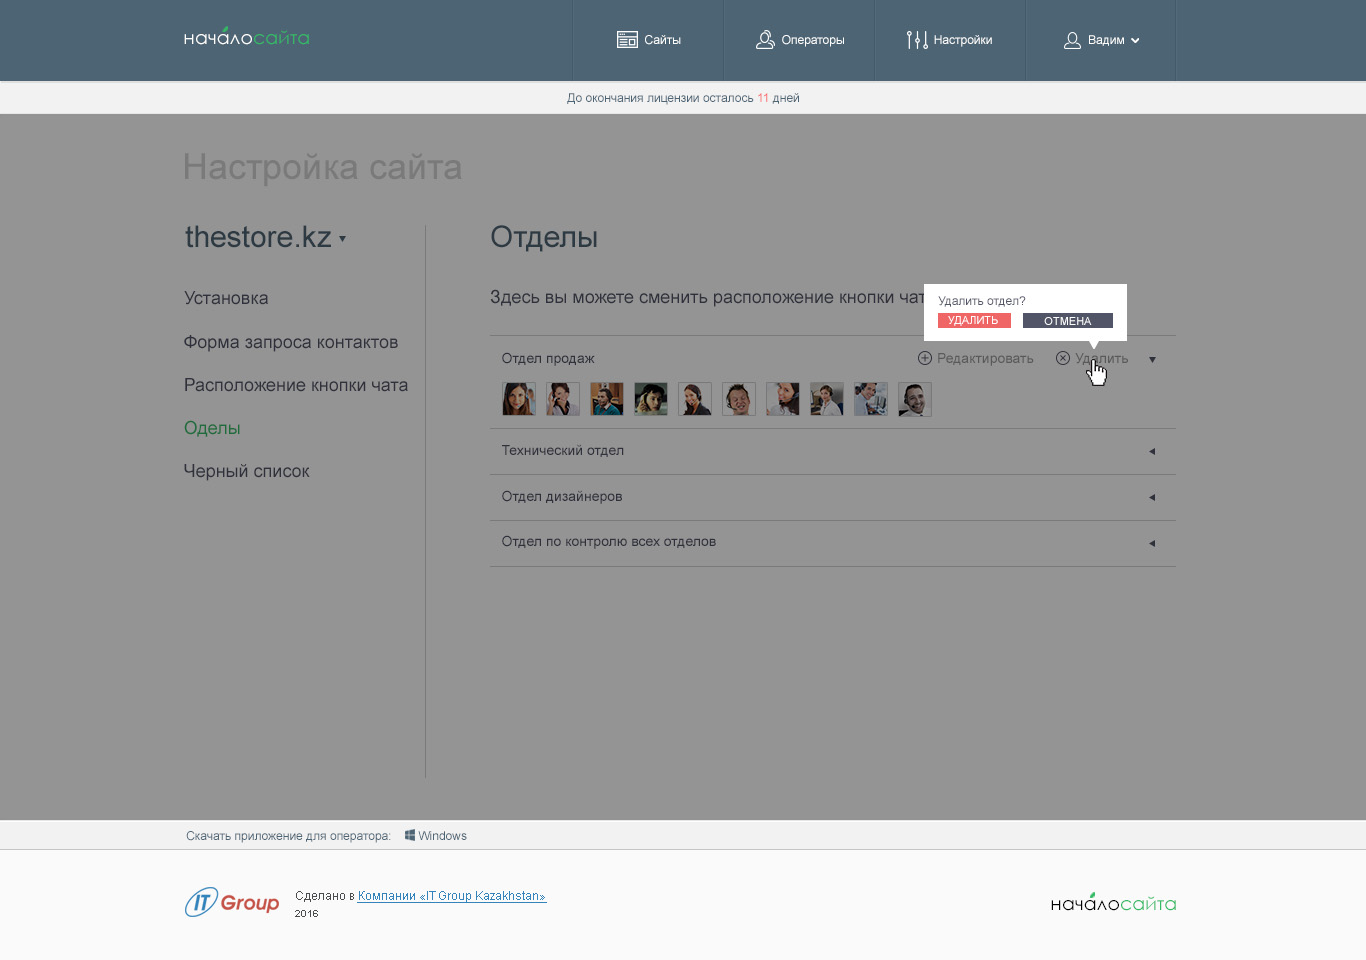 начáлосайта
Сайты
Операторы
Настройки
Вадим
До окончания лицензии осталось 11 дней
Настройка сайта
thestore.kz
Установка
Форма запроса контактов
Расположение кнопки чата
Оделы
Черный список
Отделы
Здесь вы можете сменить расположение кнопки чат
Удалить отдел?
УДАЛИТЬ ОТМЕНА
Отдел продаж Редактировать Удалить
Технический отдел
Отдел дизайнеров
Отдел по контролю всех отделов
Скачать приложение для оператора: Windows
IT Group
Сделано в Компании «IT Group Kazakhstan»
2016
начáлосайта